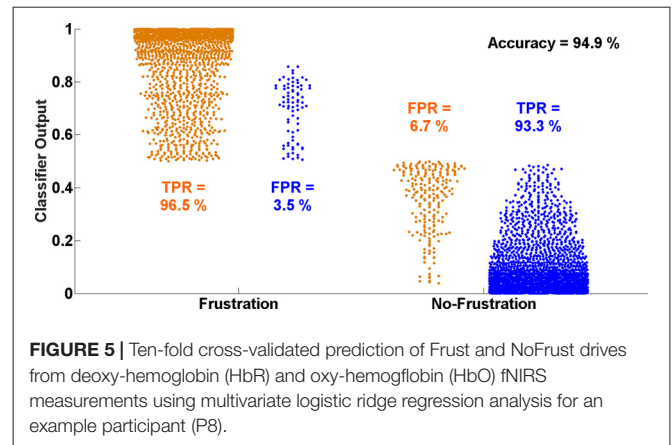 1
Accuracy = 94.9 %
0.8
FPR =
6.7 %
TPR =
93.3 %
0.6
Classifier Output
0.4
TPR =
96.5 %
FPR =
3.5 %
0.2
0
Frustration
No-Frustration
FIGURE 5 | Ten-fold cross-validated prediction of Frust and NoFrust drives
from deoxy-hemoglobin (HbR) and oxy-hemogflobin (HbO) fNIRS
measurements using multivariate logistic ridge regression analysis for an
example participant (P8).